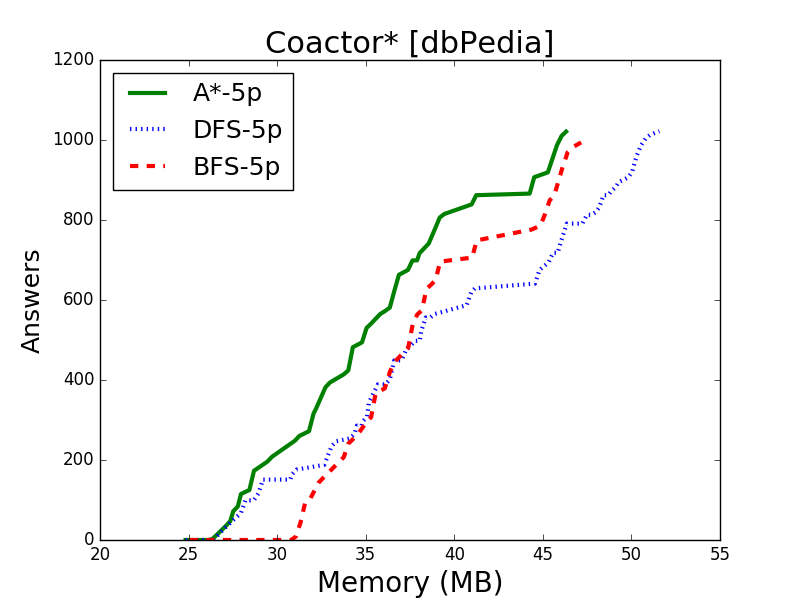 Coactor* [dbPedia]
1200
1000
800
600
400
200
0
Answers
A*-5p
DFS-5p
BFS-5p
20 25 30 35 40 45 50 55
Memory (MB)